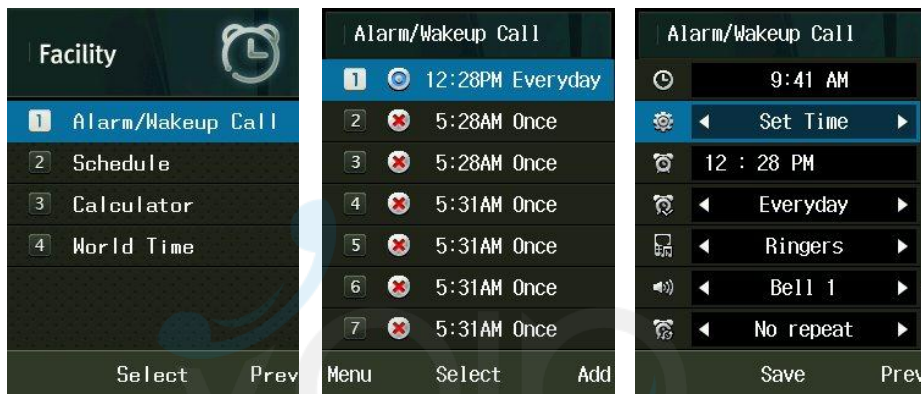 Facility
1 Alarm/Wakeup Call
2 Schedule
3 Calculator
4 World Time
Select Prev
Alarm/Wakeup Call
1 12:28PM Everyday
2 5:28AM Once
3 5:28AM Once
4 5:31AM Once
5 5:31AM Once
6 5:31AM Once
7 5:31AM Once
Menu Select Add
Alarm/Wakeup Call
9:41 AM
Set Time
12 : 28 PM
Everyday
Ringers
Bell 1
No repeat
Save Prev